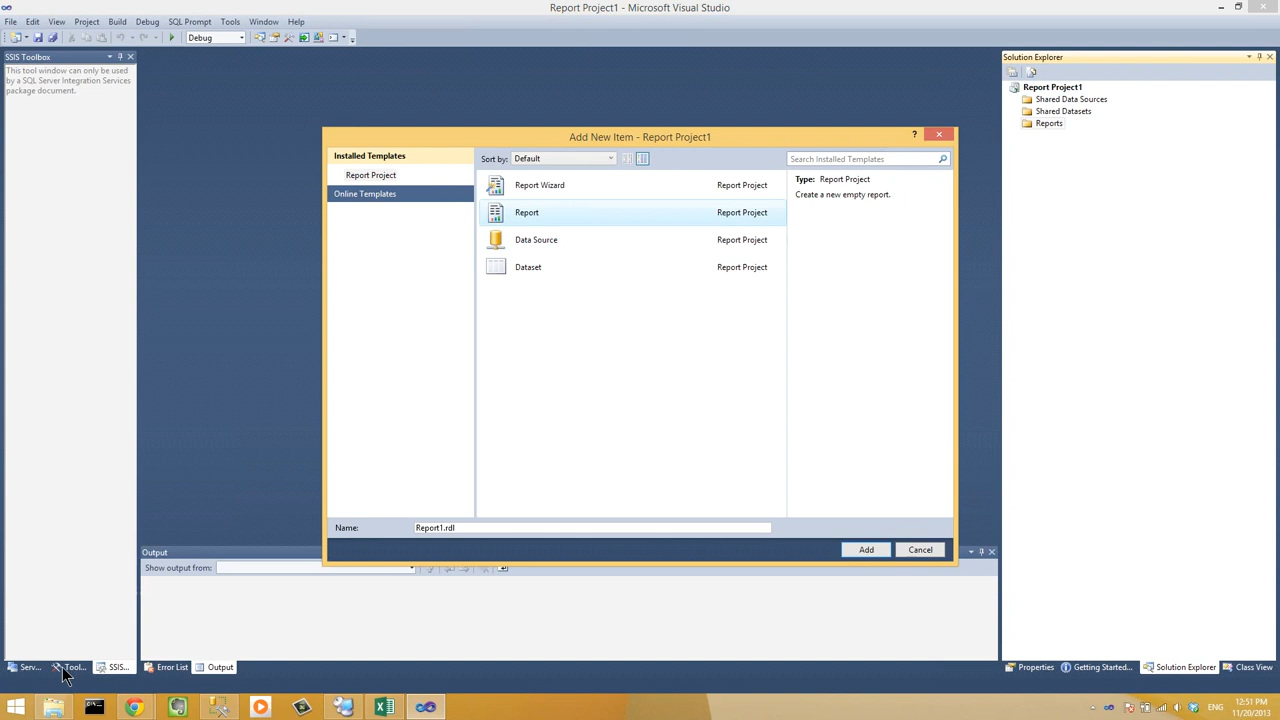 Report Project1 - Microsoft Visual Studio
File Edit View Project Build Debug SQL Prompt Tools Window Help
Debug
SSIS Toolbox
This tool window can only be used
by a SQL Server Integration Services
package document.
Solution Explorer
Report Project1
Shared Data Sources
Shared Datasets
Reports
Add New Item - Report Project1
?
Installed Templates
Report Project
Online Templates
Sort by: Default
Search Installed Templates
Report Wizard Report Project
Report Report Project
Data Source Report Project
Dataset Report Project
Type: Report Project
Create a new empty report.
Name: Report1.rdl
Add Cancel
Output
Show output from:
Serv... Tool... SSIS... Error List Output
Properties Getting Started... Solution Explorer Class View
ENG
12:51 PM
11/20/2013